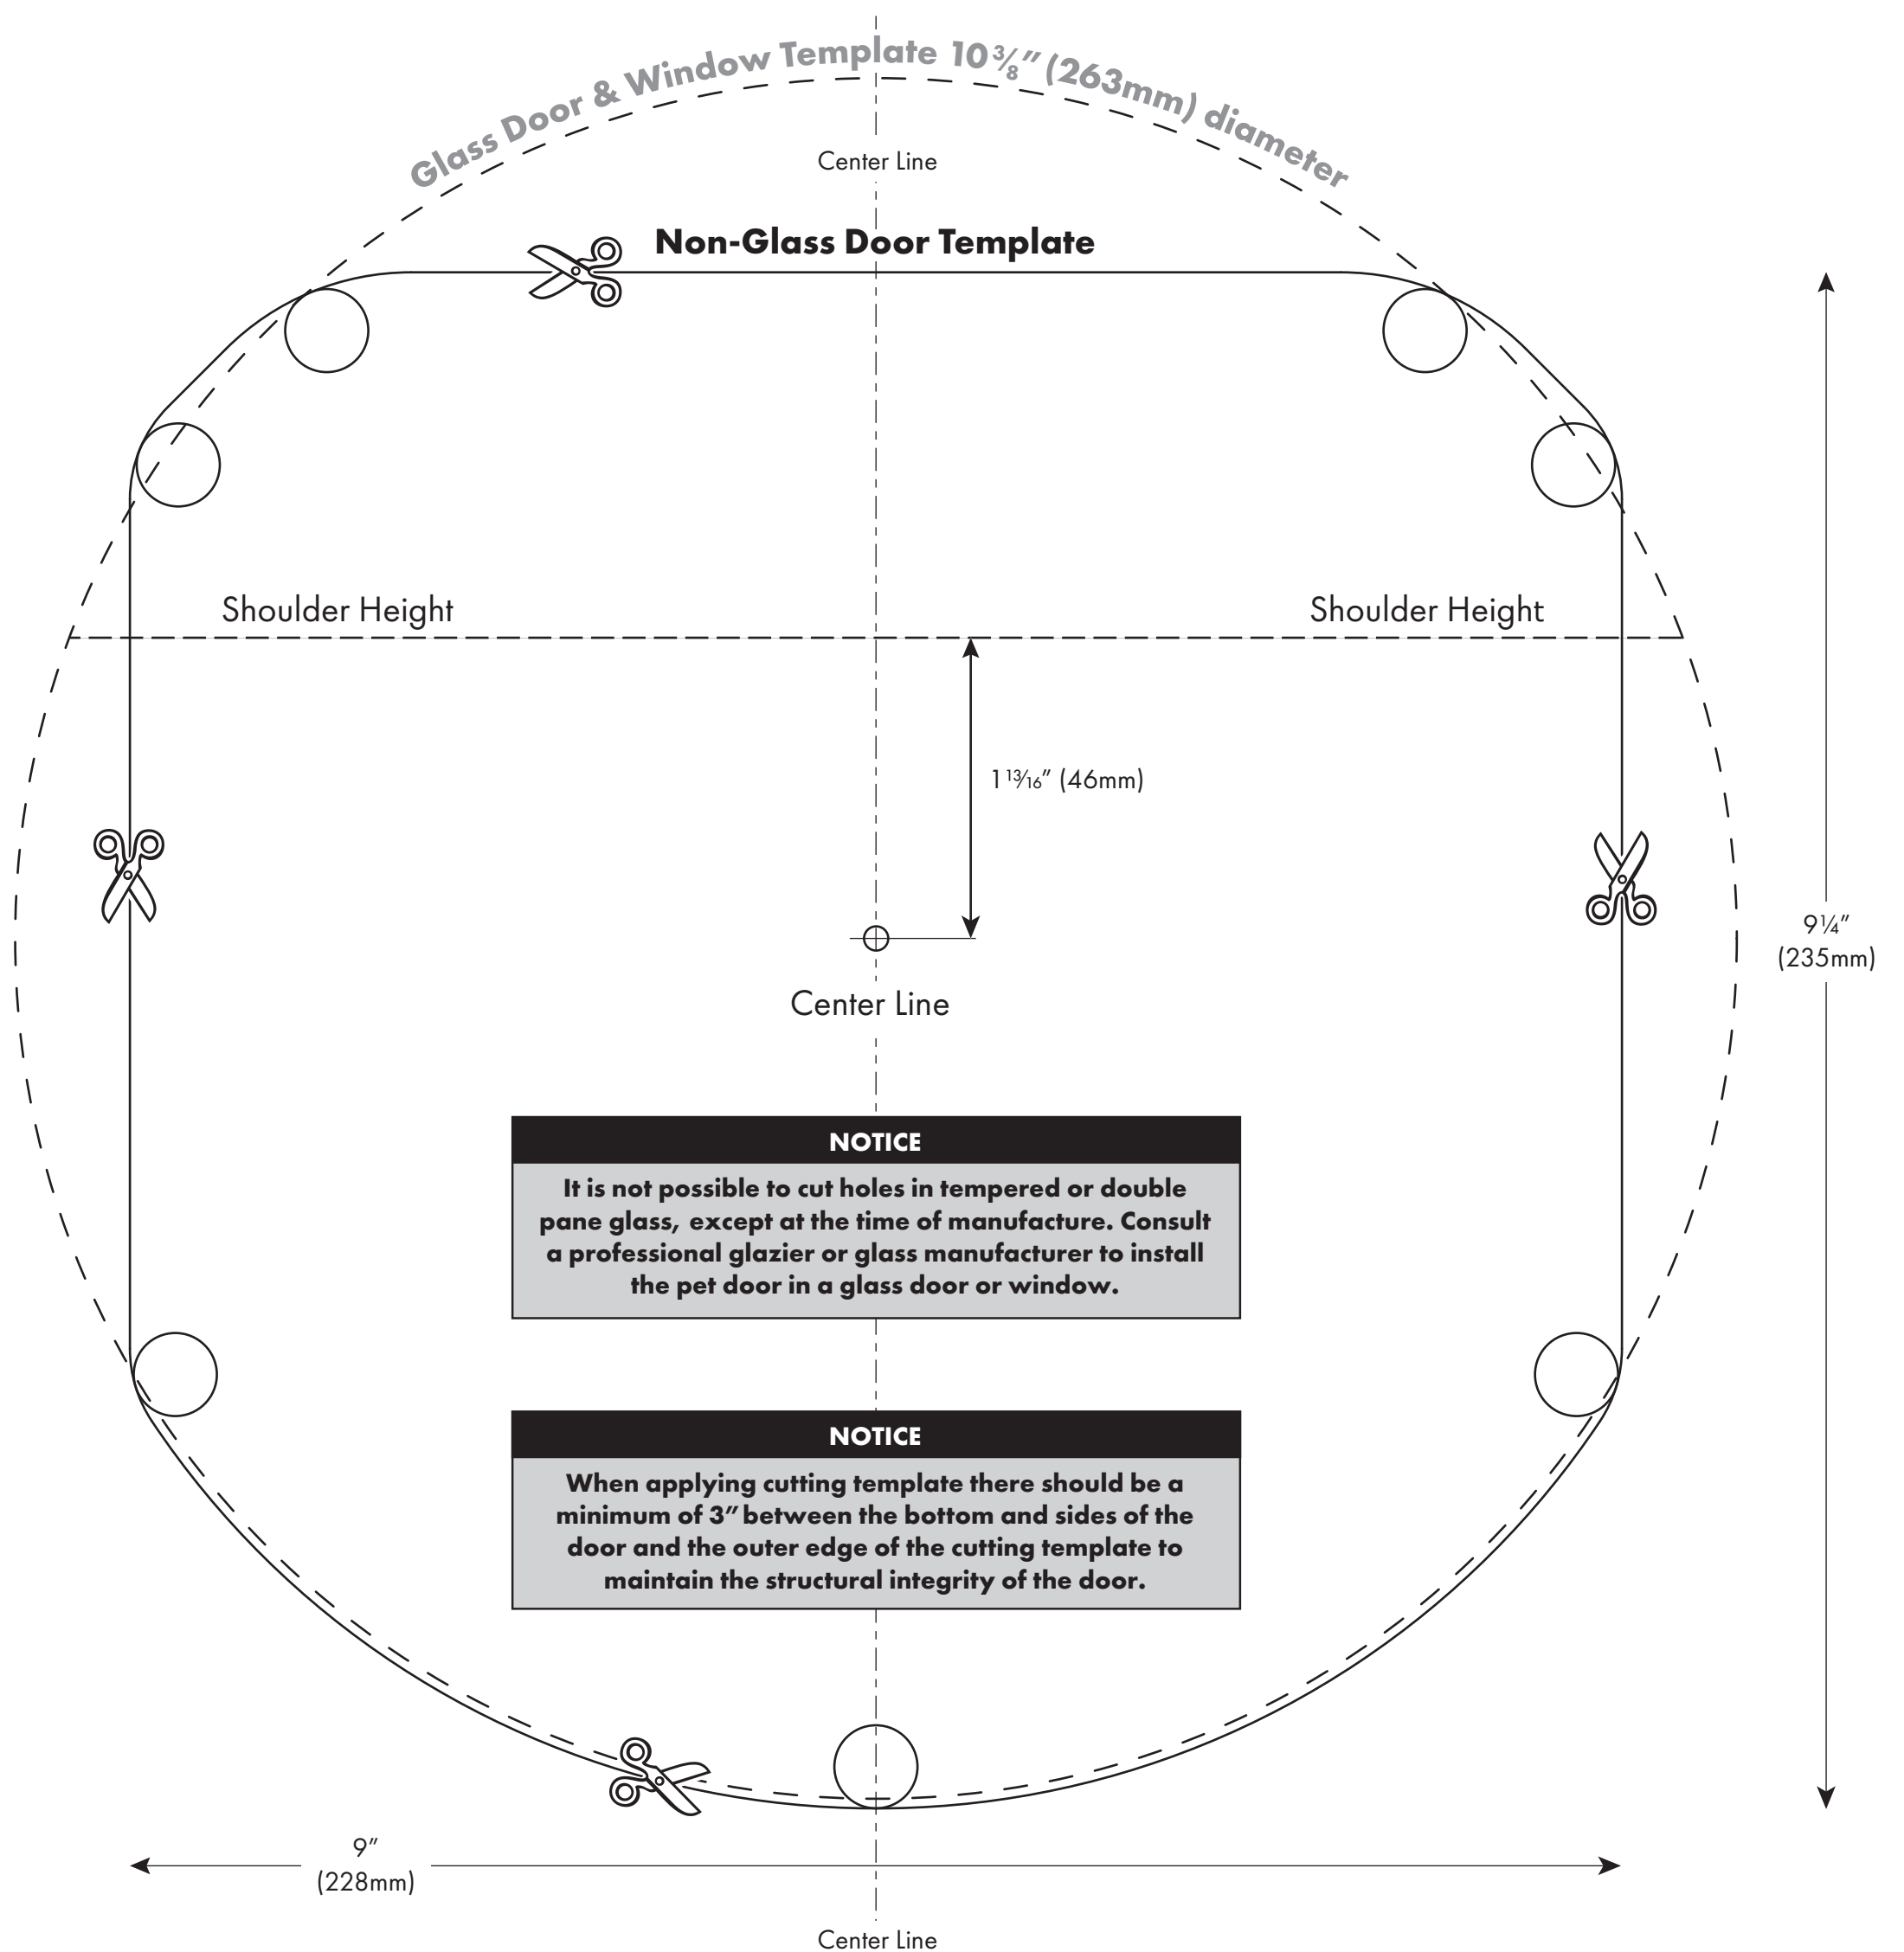 Glass Door & Window Template 10 3⁄8" (263mm) diameter
Center Line
Non-Glass Door Template
Shoulder Height
Shoulder Height
1 13⁄16" (46mm)
9 1⁄4"
(235mm)
Center Line
NOTICE
It is not possible to cut holes in tempered or double
pane glass, except at the time of manufacture. Consult
a professional glazier or glass manufacturer to install
the pet door in a glass door or window.
NOTICE
When applying cutting template there should be a
minimum of 3" between the bottom and sides of the
door and the outer edge of the cutting template to
maintain the structural integrity of the door.
9"
(228mm)
Center Line